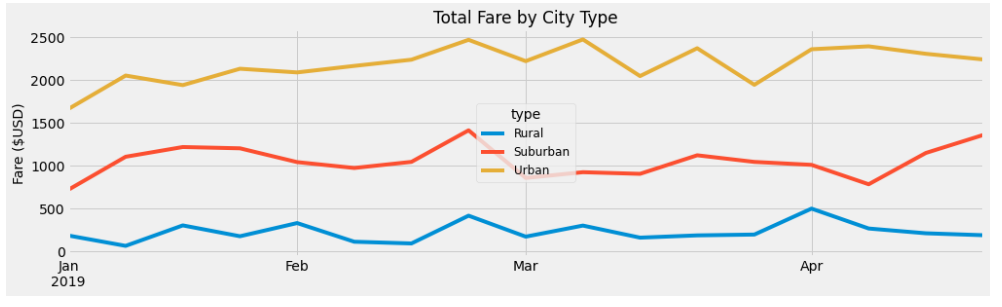 Total Fare by City Type
Fare ($USD)
2500
2000
1500
1000
500
0
type
Rural
Suburban
Urban
Jan
2019
Feb
Mar
Apr